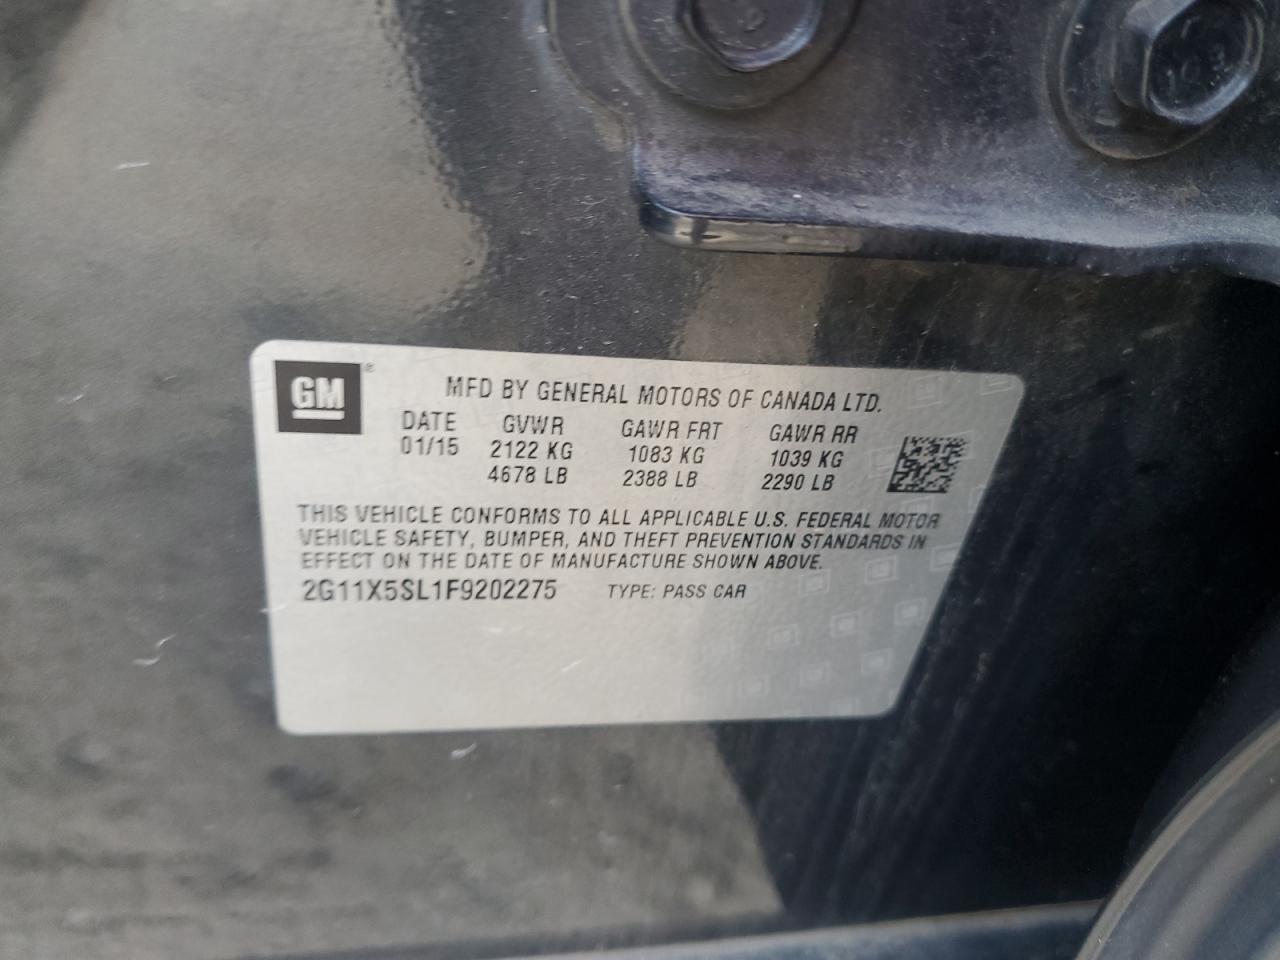 GM ®
MFD BY GENERAL MOTORS OF CANADA LTD.
DATE GVWR GAWR FRT GAWR RR
01/15 2122 KG 1083 KG 1039 KG
4678 LB 2388 LB 2290 LB
THIS VEHICLE CONFORMS TO ALL APPLICABLE U.S. FEDERAL MOTOR
VEHICLE SAFETY, BUMPER, AND THEFT PREVENTION STANDARDS IN
EFFECT ON THE DATE OF MANUFACTURE SHOWN ABOVE.
2G11X5SL1F9202275 TYPE: PASS CAR